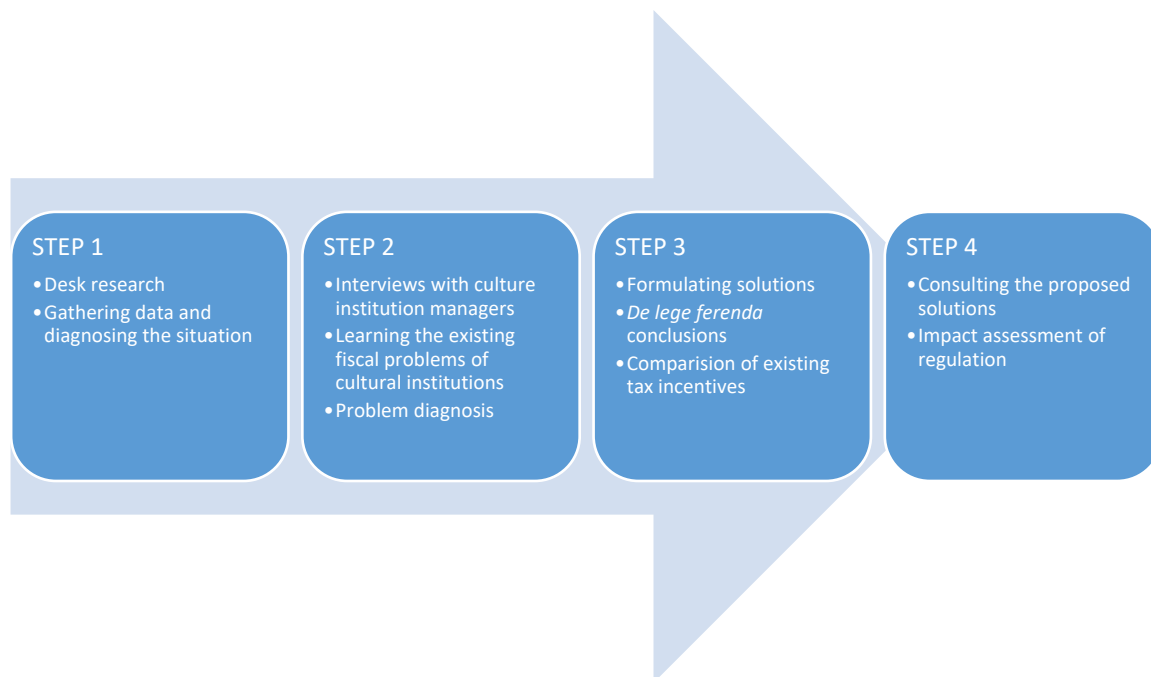 STEP 1
•Desk research
•Gathering data and
diagnosing the situation
STEP 2
•Interviews with culture
institution managers
•Learning the existing
fiscal problems of
cultural institutions
•Problem diagnosis
STEP 3
•Formulating solutions
•De lege ferenda
conclusions
•Comparision of existing
tax incentives
STEP 4
•Consulting the proposed
solutions
•Impact assessment of
regulation